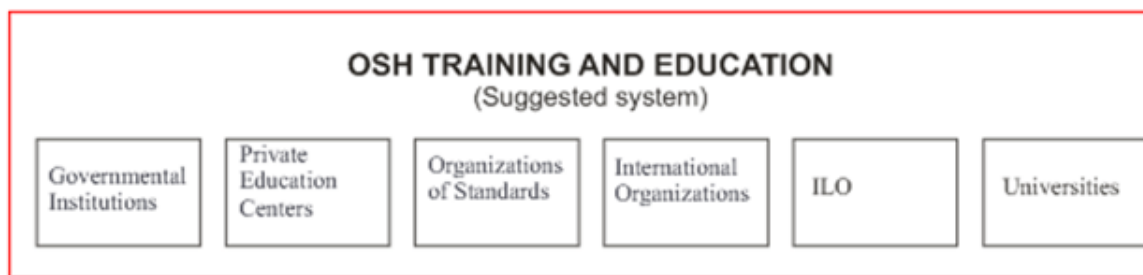 OSH TRAINING AND EDUCATION
(Suggested system)
Governmental
Institutions
Private
Education
Centers
Organizations
of Standards
International
Organizations
ILO
Universities